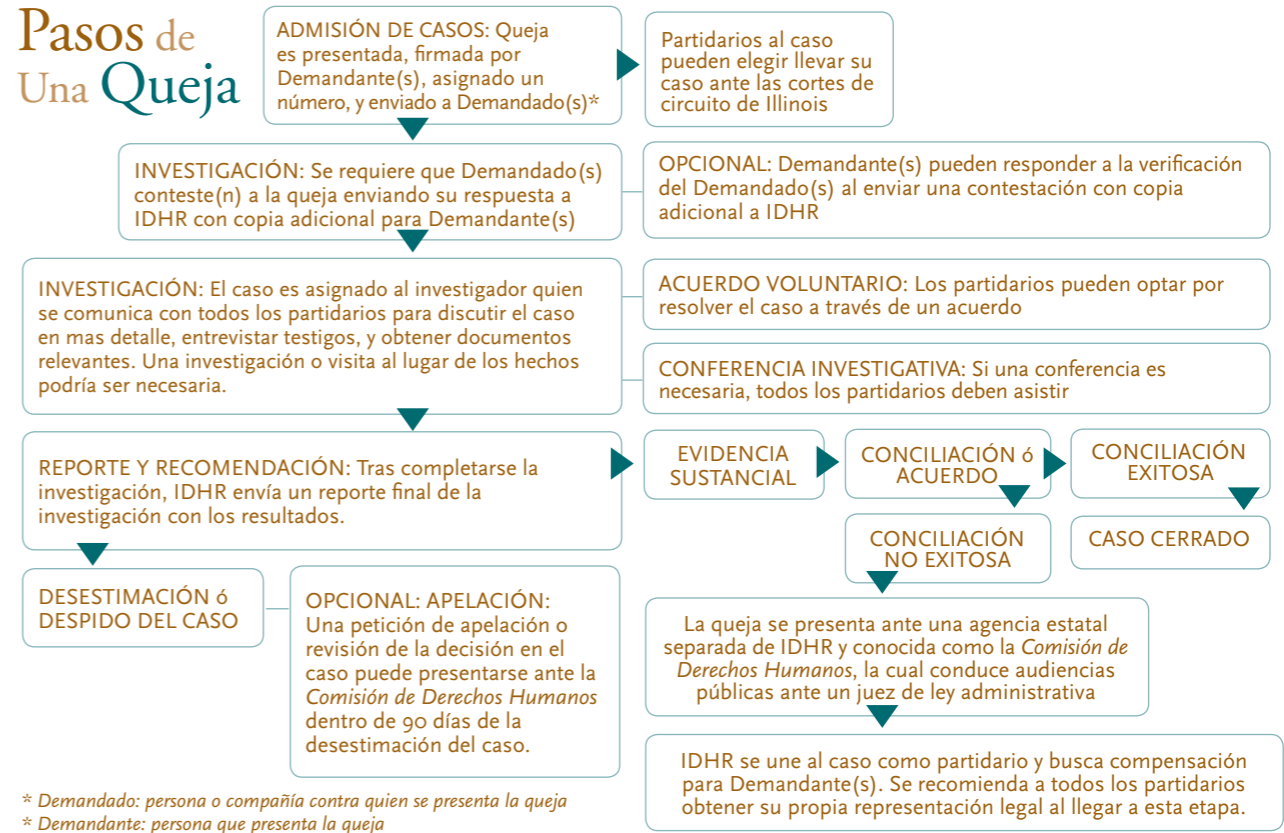 Pasos de
Una Queja
ADMISIÓN DE CASOS: Queja
es presentada, firmada por
Demandante(s), asignado un
número, y enviado a Demandado(s)*
Partidarios al caso
pueden elegir llevar su
caso ante las cortes de
circuito de Illinois
INVESTIGACIÓN: Se requiere que Demandado(s)
conteste(n) a la queja enviando su respuesta a
IDHR con copia adicional para Demandante(s)
OPCIONAL: Demandante(s) pueden responder a la verificación
del Demandado(s) al enviar una contestación con copia
adicional a IDHR
INVESTIGACIÓN: El caso es asignado al investigador quien
se comunica con todos los partidarios para discutir el caso
en mas detalle, entrevistar testigos, y obtener documentos
relevantes. Una investigación o visita al lugar de los hechos
podría ser necesaria.
ACUERDO VOLUNTARIO: Los partidarios pueden optar por
resolver el caso a través de un acuerdo
CONFERENCIA INVESTIGATIVA: Si una conferencia es
necesaria, todos los partidarios deben asistir
REPORTE Y RECOMENDACIÓN: Tras completarse la
investigación, IDHR envía un reporte final de la
investigación con los resultados.
EVIDENCIA
SUSTANCIAL
CONCILIACIÓN ó
ACUERDO
CONCILIACIÓN
EXITOSA
CONCILIACIÓN
NO EXITOSA
CASO CERRADO
DESESTIMACIÓN ó
DESPIDO DEL CASO
OPCIONAL: APELACIÓN:
Una petición de apelación o
revisión de la decisión en el
caso puede presentarse ante la
Comisión de Derechos Humanos
dentro de 90 días de la
desestimación del caso.
La queja se presenta ante una agencia estatal
separada de IDHR y conocida como la Comisión de
Derechos Humanos, la cual conduce audiencias
públicas ante un juez de ley administrativa
IDHR se une al caso como partidario y busca compensación
para Demandante(s). Se recomienda a todos los partidarios
obtener su propia representación legal al llegar a esta etapa.
* Demandado: persona o compañía contra quien se presenta la queja
* Demandante: persona que presenta la queja